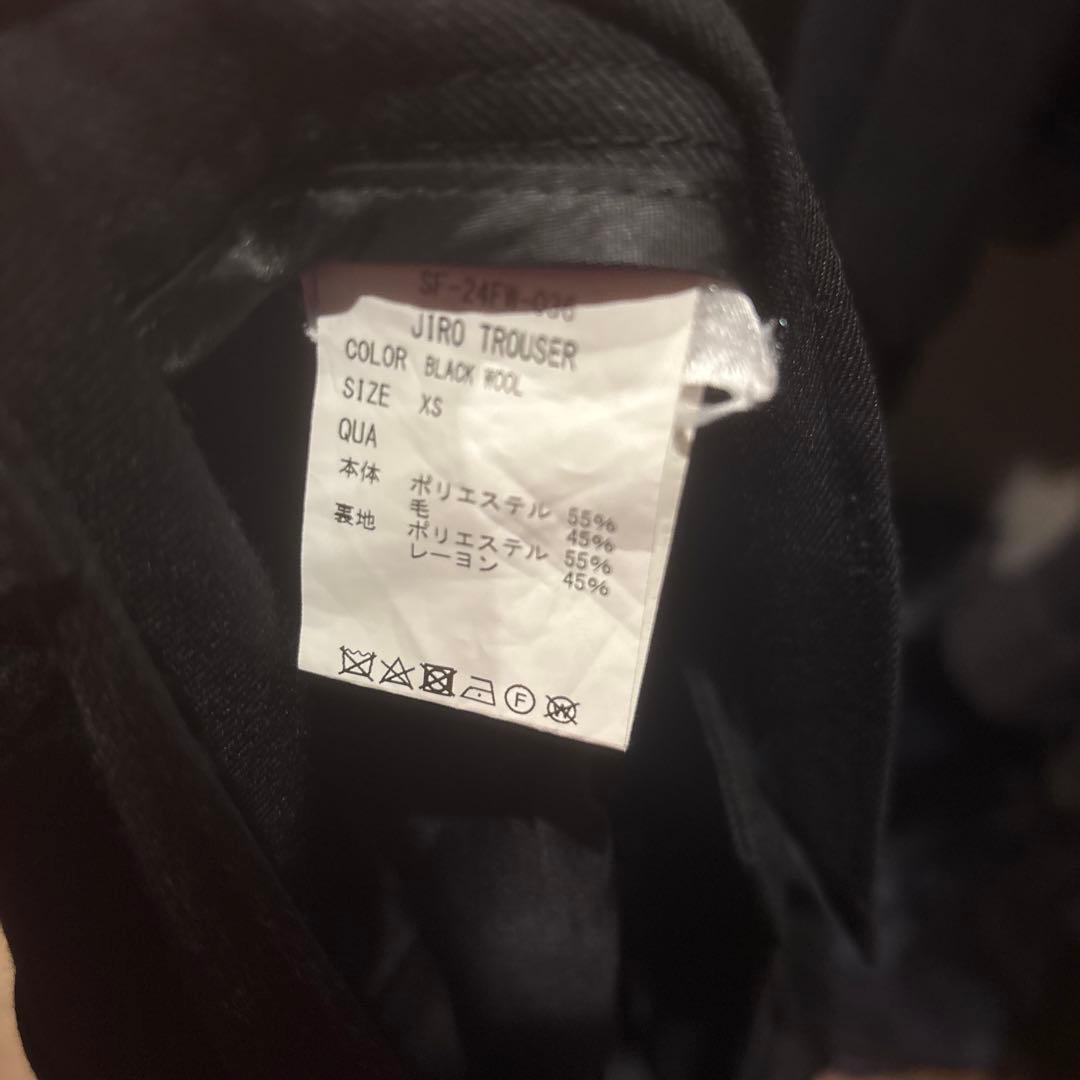 SF-24FW-036
JIRO TROUSER
COLOR BLACK WOOL
SIZE XS
QUA
本体 ポリエステル 55%
毛 45%
裏地 ポリエステル 55%
レーヨン 45%
F
W